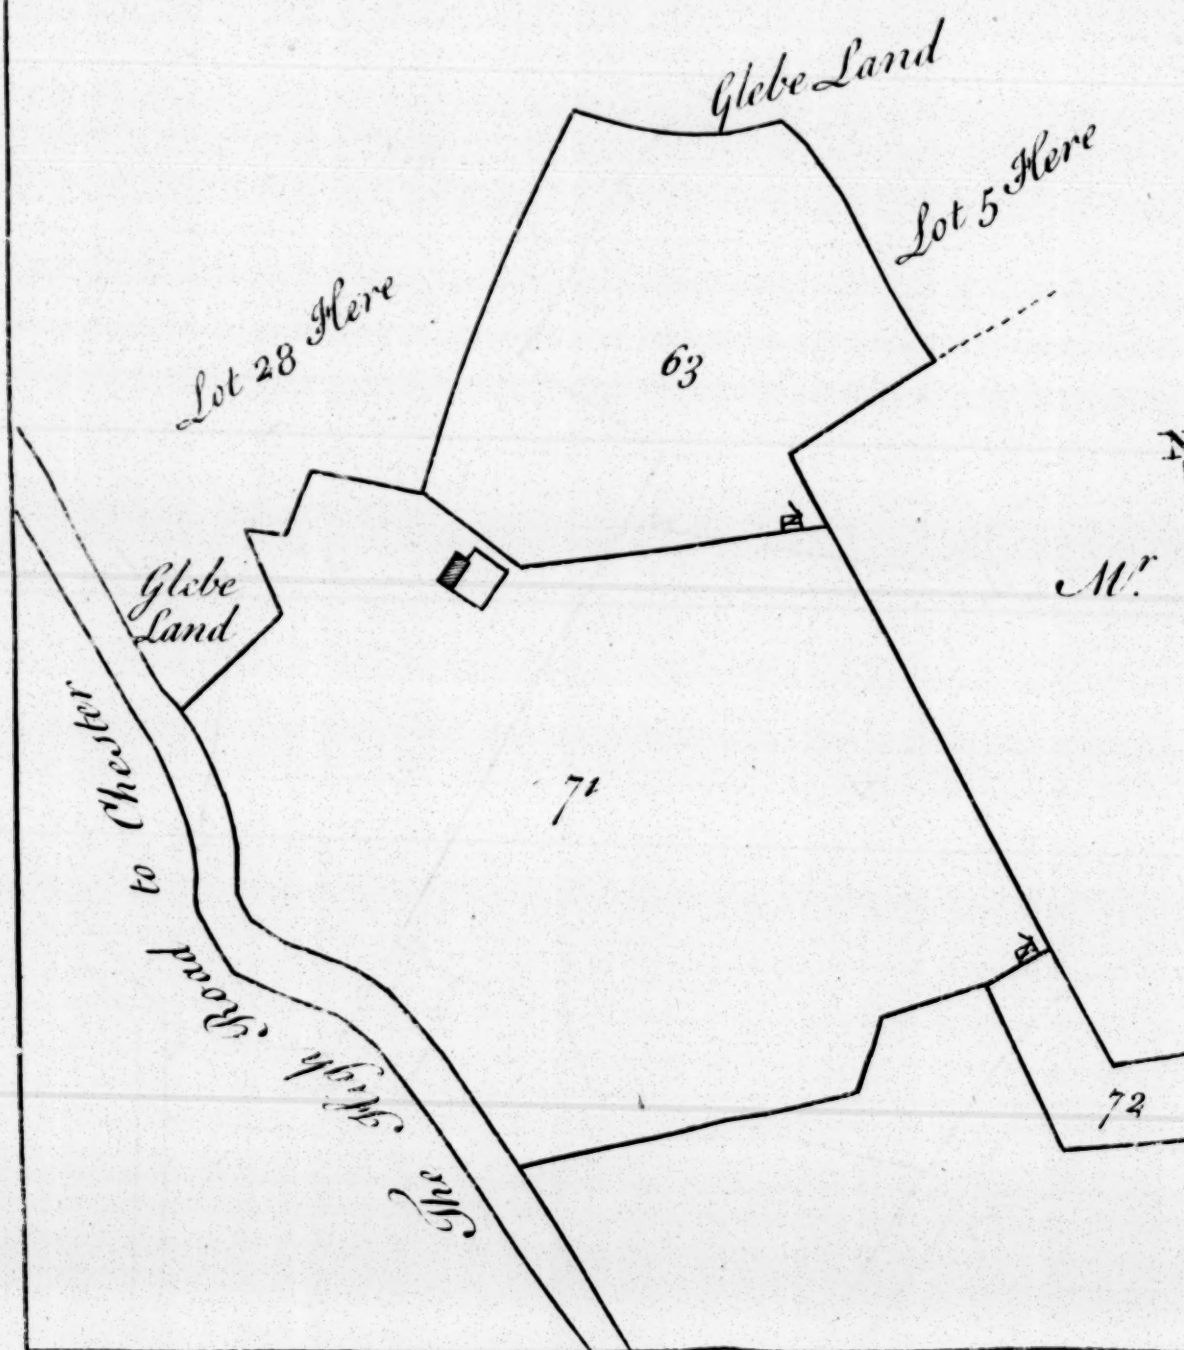 Glebe Land
Lot 5 Here
Lot 28 Here
63
N
Mr.
Glebe
Land
71
72
The High Road to Chester